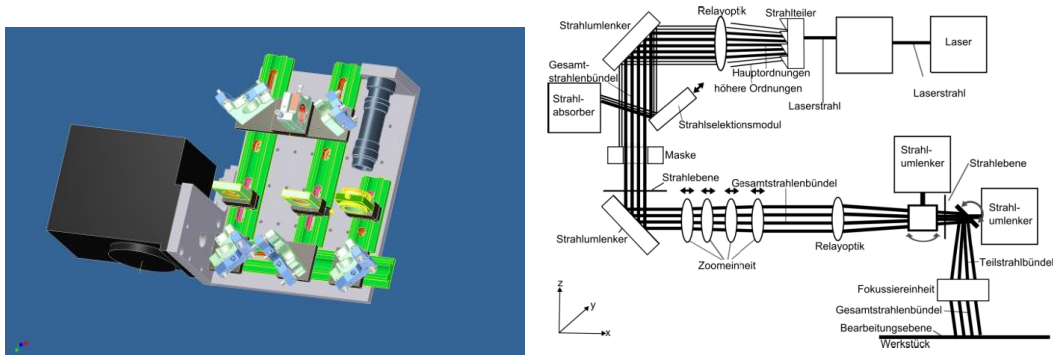 Relayoptik
Strahlteiler
Strahlumlenker
Laser
Gesamt-
strahlenbündel
Hauptordnungen
höhere Ordnungen
Laserstrahl
Laserstrahl
Strahl-
absorber
Strahlselektionsmodul
Maske
Strahlebene
Strahl-
umlenker
Strahlebene
Gesamtstrahlenbündel
Strahl-
umlenker
Strahlumlenker
Relayoptik
Zoomeinheit
Teilstrahlbündel
Fokussiereinheit
Gesamtstrahlenbündel
Bearbeitungsebene
Werkstück
z
y
x